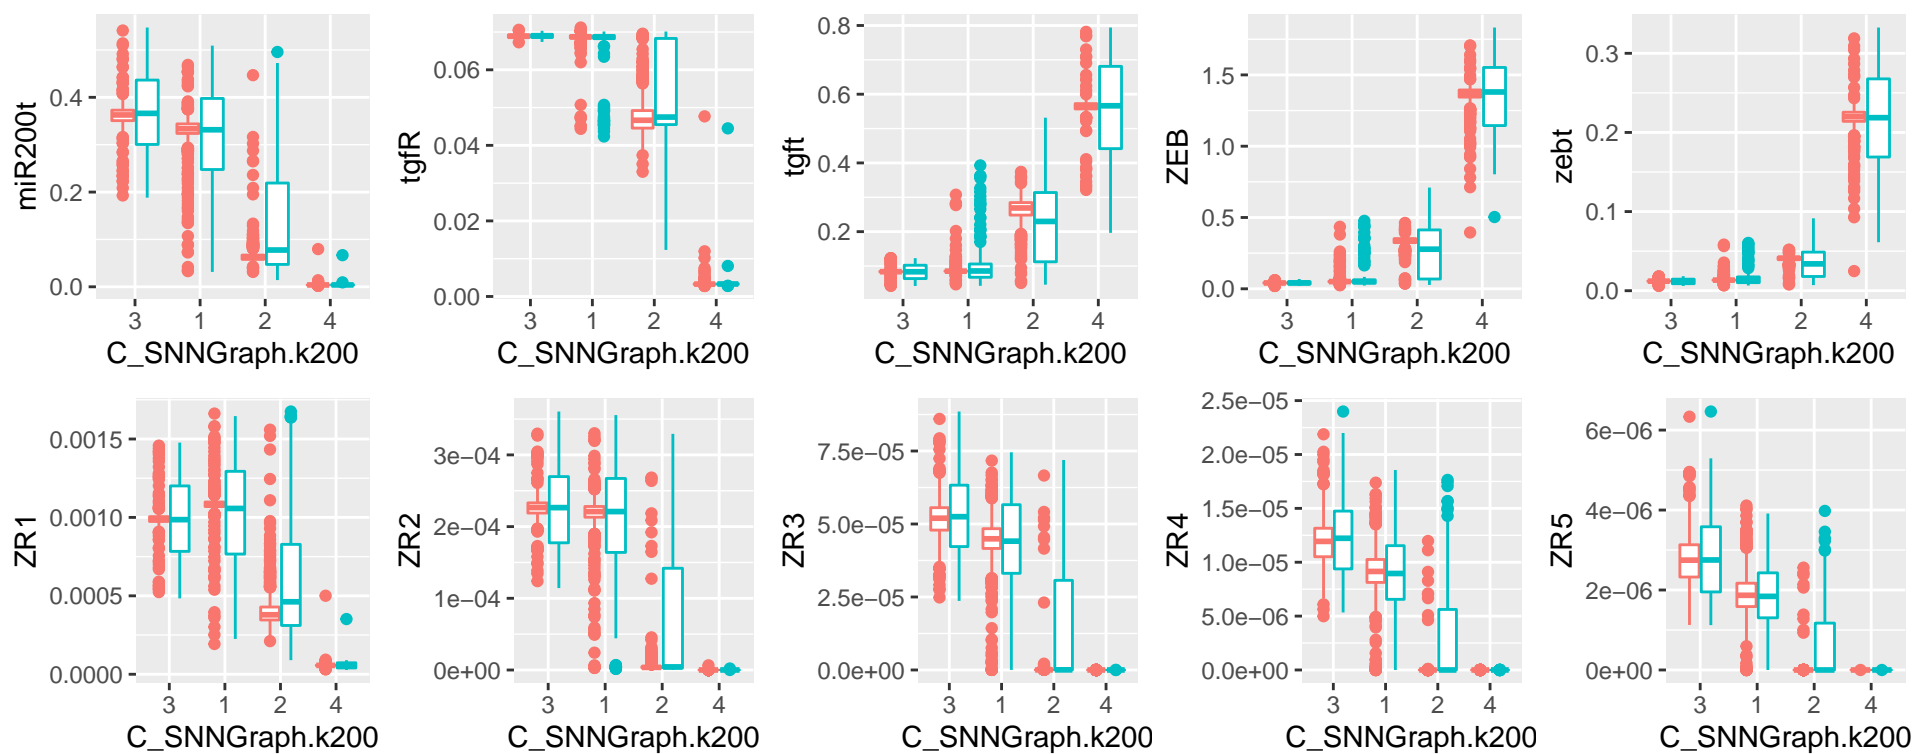 miR200t
0.4
0.2
0.0
3 1 2 4
C_SNNGraph.k200
tgfR
0.06
0.04
0.02
0.00
3 1 2 4
C_SNNGraph.k200
tgft
0.8
0.6
0.4
0.2
3 1 2 4
C_SNNGraph.k200
ZEB
1.5
1.0
0.5
0.0
3 1 2 4
C_SNNGraph.k200
zebt
0.3
0.2
0.1
0.0
3 1 2 4
C_SNNGraph.k200
ZR1
0.0015
0.0010
0.0005
0.0000
3 1 2 4
C_SNNGraph.k200
ZR2
3e−04
2e−04
1e−04
0e+00
3 1 2 4
C_SNNGraph.k200
ZR3
7.5e−05
5.0e−05
2.5e−05
0.0e+00
3 1 2 4
C_SNNGraph.k200
ZR4
2.5e−05
2.0e−05
1.5e−05
1.0e−05
5.0e−06
0.0e+00
3 1 2 4
C_SNNGraph.k200
ZR5
6e−06
4e−06
2e−06
0e+00
3 1 2 4
C_SNNGraph.k200